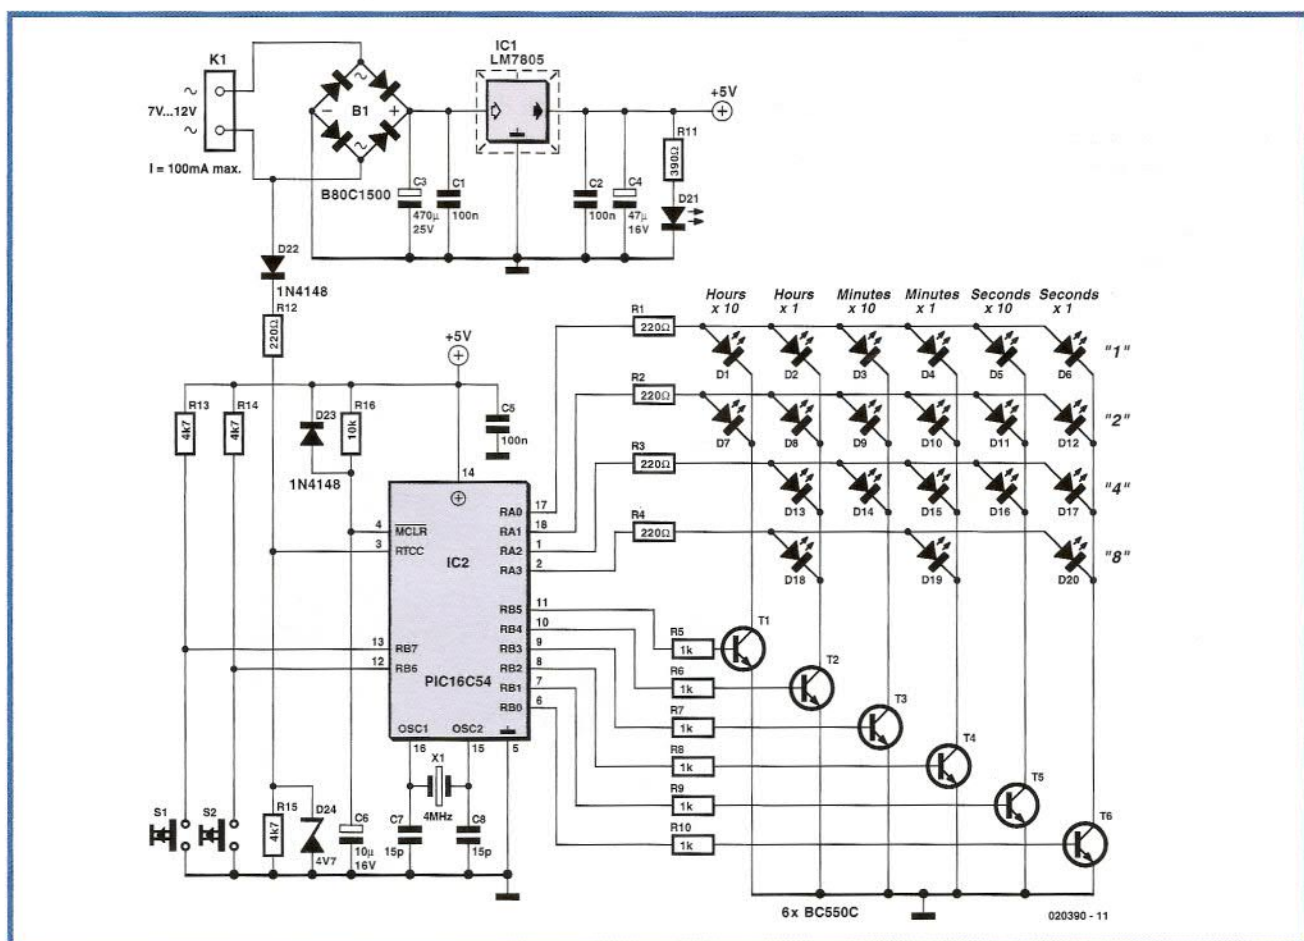 K1
7V...12V
I = 100mA max.
B1
B80C1500
IC1
LM7805
C3
470μ
25V
C1
100n
C2
100n
C4
47μ
16V
+5V
R11
390Ω
D21
D22
1N4148
R12
220Ω
+5V
R13
4k7
R14
4k7
D23
1N4148
R16
10k
C5
100n
14
4 MCLR
3 RTCC
IC2
13 RB7
12 RB6
PIC16C54
OSC1
16
OSC2
15
5
RA0 17
RA1 18
RA2 1
RA3 2
RB5 11
RB4 10
RB3 9
RB2 8
RB1 7
RB0 6
X1
4MHz
C7
15p
C8
15p
S1
S2
R15
4k7
D24
4V7
C6
10μ
16V
Hours x 10
Hours x 1
Minutes x 10
Minutes x 1
Seconds x 10
Seconds x 1
R1
220Ω
D1 D2 D3 D4 D5 D6
"1"
R2
220Ω
D7 D8 D9 D10 D11 D12
"2"
R3
220Ω
D13 D14 D15 D16 D17
"4"
R4
220Ω
D18 D19 D20
"8"
R5
1k
T1
R6
1k
T2
R7
1k
T3
R8
1k
T4
R9
1k
T5
R10
1k
T6
6x BC550C
020390 - 11